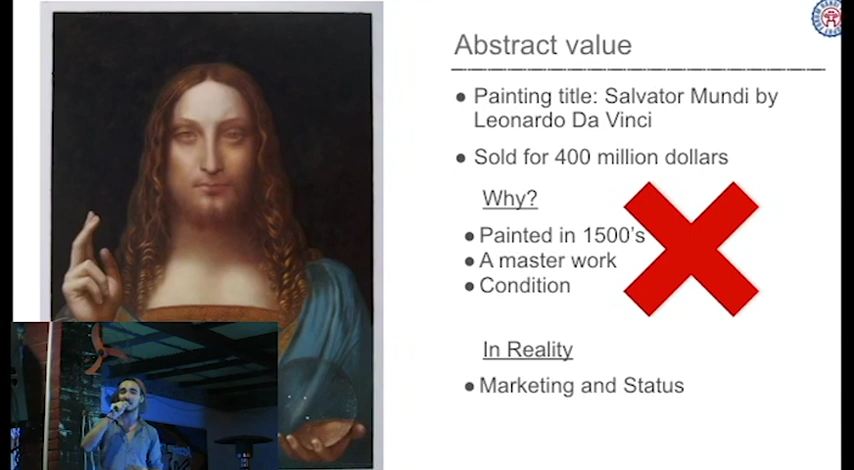 Abstract value
● Painting title: Salvator Mundi by
Leonardo Da Vinci
● Sold for 400 million dollars
Why?
● Painted in 1500's
● A master work
● Condition
In Reality
● Marketing and Status